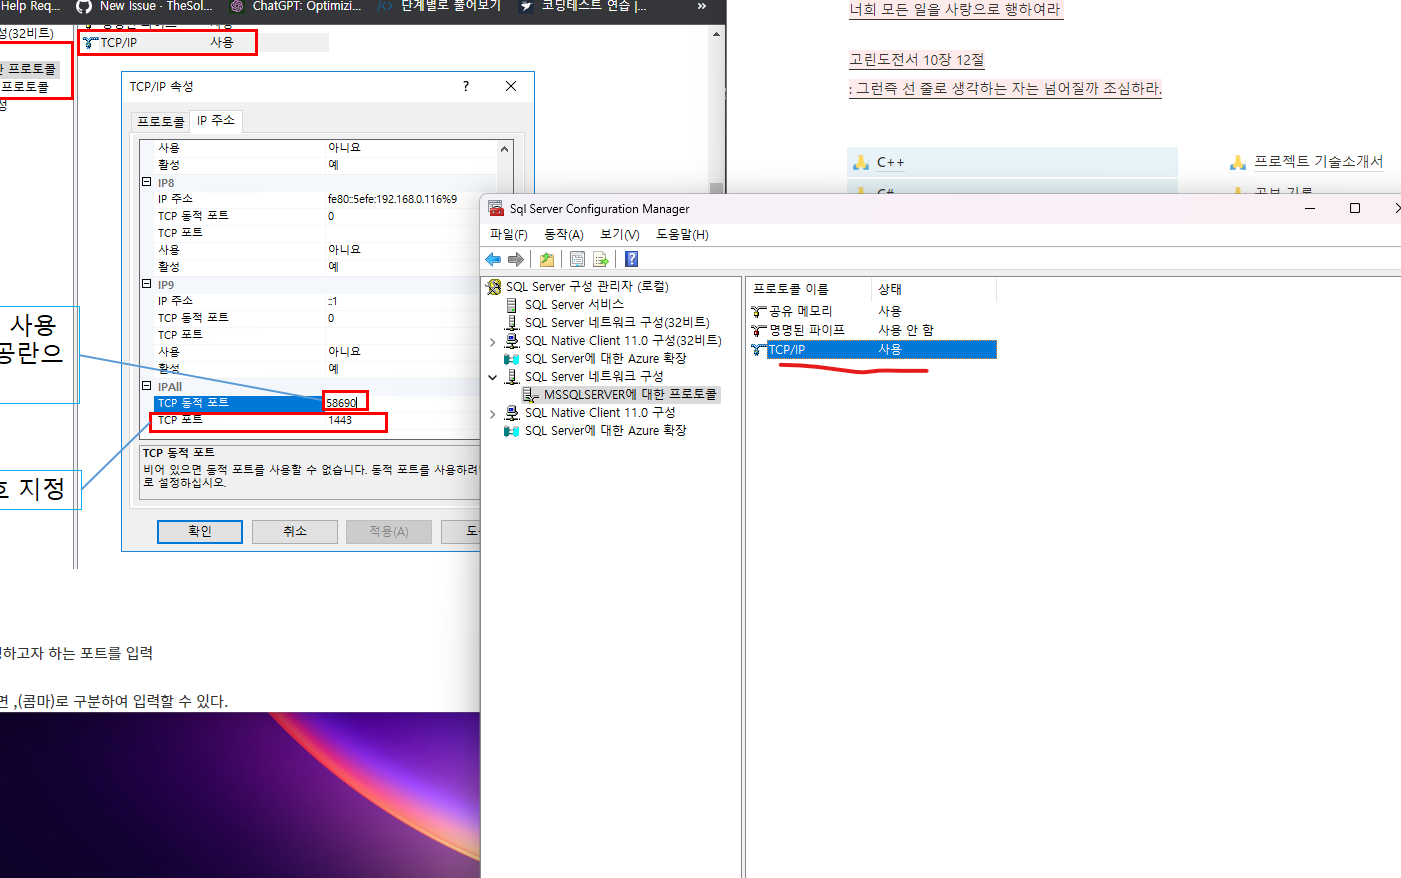 Help Req...
New Issue · TheSol...
ChatGPT: Optimizi...
단계별로 풀어보기
코딩테스트 연습 |...
»
성(32비트)
한 프로토콜
프로토콜
성
TCP/IP 사용
TCP/IP 속성
?
프로토콜
IP 주소
사용 아니요
활성 예
IP8
IP 주소 fe80::5efe:192.168.0.116%9
TCP 동적 포트 0
TCP 포트
사용 아니요
활성 예
IP9
IP 주소 ::1
TCP 동적 포트 0
TCP 포트
사용 아니요
활성 예
IPAll
TCP 동적 포트 58690
TCP 포트 1443
TCP 동적 포트
비어 있으면 동적 포트를 사용할 수 없습니다. 동적 포트를 사용하려
로 설정하십시오.
확인
취소
적용(A)
도
사용
공란으
호 지정
하고자 하는 포트를 입력
면 ,(콤마)로 구분하여 입력할 수 있다.
너희 모든 일을 사랑으로 행하여라
고린도전서 10장 12절
: 그런즉 선 줄로 생각하는 자는 넘어질까 조심하라.
C++
C#
프로젝트 기술소개서
공부 기록
Sql Server Configuration Manager
파일(F) 동작(A) 보기(V) 도움말(H)
SQL Server 구성 관리자 (로컬)
SQL Server 서비스
SQL Server 네트워크 구성(32비트)
SQL Native Client 11.0 구성(32비트)
SQL Server에 대한 Azure 확장
SQL Server 네트워크 구성
MSSQLSERVER에 대한 프로토콜
SQL Native Client 11.0 구성
SQL Server에 대한 Azure 확장
프로토콜 이름 상태
공유 메모리 사용
명명된 파이프 사용 안 함
TCP/IP 사용